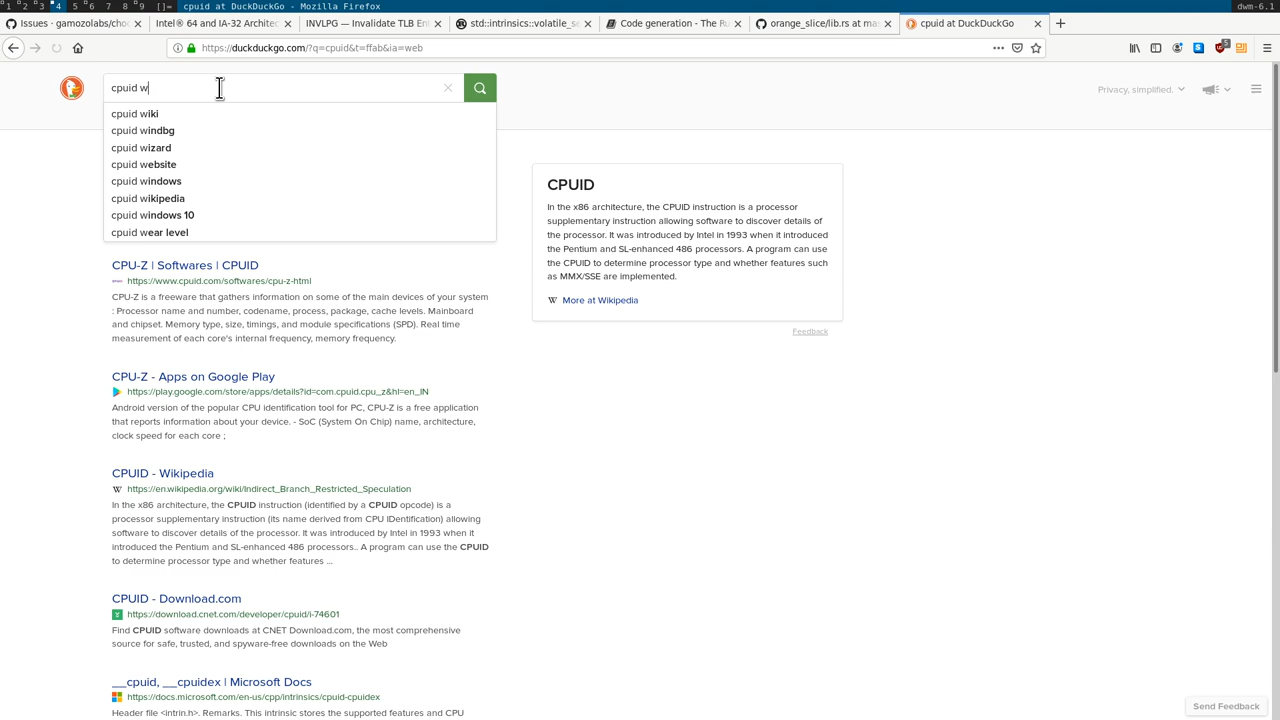 1 2 3 4 5 6 7 8 9 []= cpuid at DuckDuckGo - Mozilla Firefox dwm-6.1
Issues · gamozolabs/choc
Intel® 64 and IA-32 Architec
INVLPG — Invalidate TLB En
std::intrinsics::volatile_se
Code generation - The Ru
orange_slice/lib.rs at mas
cpuid at DuckDuckGo
https://duckduckgo.com/?q=cpuid&t=ffab&ia=web
5
cpuid w
Privacy, simplified.
cpuid wiki
cpuid windbg
cpuid wizard
cpuid website
cpuid windows
cpuid wikipedia
cpuid windows 10
cpuid wear level
CPU-Z | Softwares | CPUID
https://www.cpuid.com/softwares/cpu-z-html
CPU-Z is a freeware that gathers information on some of the main devices of your system
: Processor name and number, codename, process, package, cache levels. Mainboard
and chipset. Memory type, size, timings, and module specifications (SPD). Real time
measurement of each core's internal frequency, memory frequency.
CPU-Z - Apps on Google Play
https://play.google.com/store/apps/details?id=com.cpuid.cpu_z&hl=en_IN
Android version of the popular CPU identification tool for PC, CPU-Z is a free application
that reports information about your device. - SoC (System On Chip) name, architecture,
clock speed for each core ;
CPUID - Wikipedia
W https://en.wikipedia.org/wiki/Indirect_Branch_Restricted_Speculation
In the x86 architecture, the CPUID instruction (identified by a CPUID opcode) is a
processor supplementary instruction (its name derived from CPU IDentification) allowing
software to discover details of the processor. It was introduced by Intel in 1993 when it
introduced the Pentium and SL-enhanced 486 processors.. A program can use the CPUID
to determine processor type and whether features ...
CPUID - Download.com
https://download.cnet.com/developer/cpuid/i-74601
Find CPUID software downloads at CNET Download.com, the most comprehensive
source for safe, trusted, and spyware-free downloads on the Web
__cpuid, __cpuidex | Microsoft Docs
https://docs.microsoft.com/en-us/cpp/intrinsics/cpuid-cpuidex
Header file <intrin.h>. Remarks. This intrinsic stores the supported features and CPU
CPUID
In the x86 architecture, the CPUID instruction is a processor
supplementary instruction allowing software to discover details of
the processor. It was introduced by Intel in 1993 when it introduced
the Pentium and SL-enhanced 486 processors. A program can use
the CPUID to determine processor type and whether features such
as MMX/SSE are implemented.
W More at Wikipedia
Feedback
Send Feedback